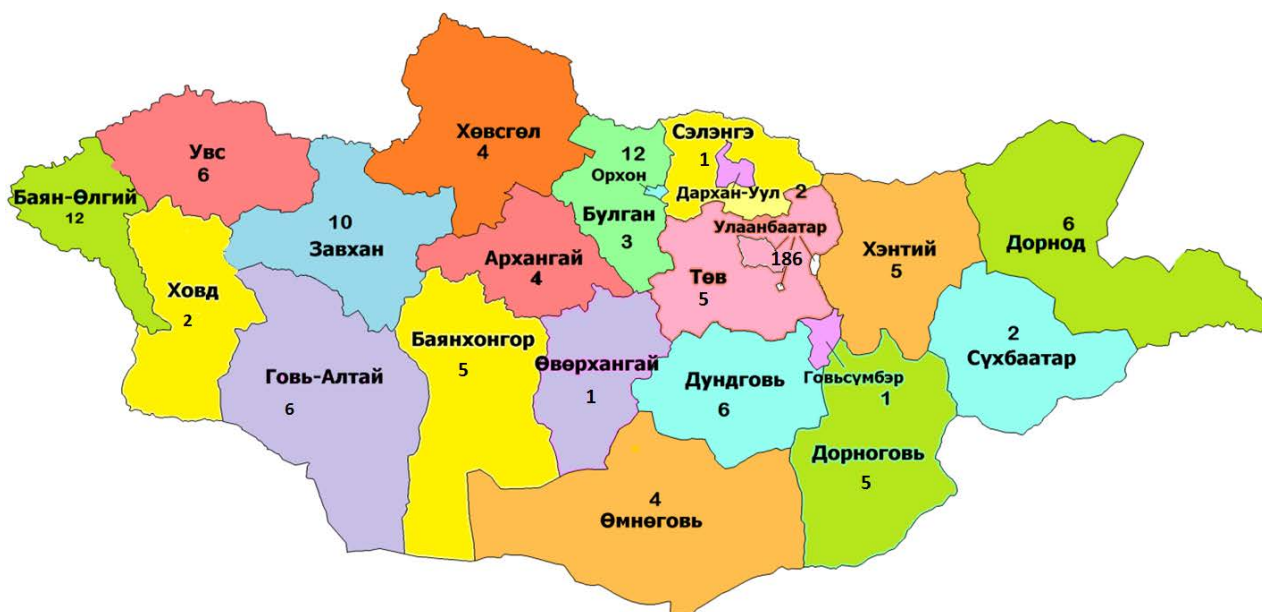 Хөвсгөл
4
Увс
6
Баян-Өлгий
12
Ховд
2
10
Завхан
Говь-Алтай
6
Архангай
4
Баянхонгор
5
Өвөрхангай
1
12
Орхон
Булган
3
Сэлэнгэ
1
Дархан-Уул
2
Улаанбаатар
186
Төв
5
Хэнтий
5
6
Дорнод
2
Сүхбаатар
Дундговь
6
Говьсүмбэр
1
Дорноговь
5
4
Өмнөговь